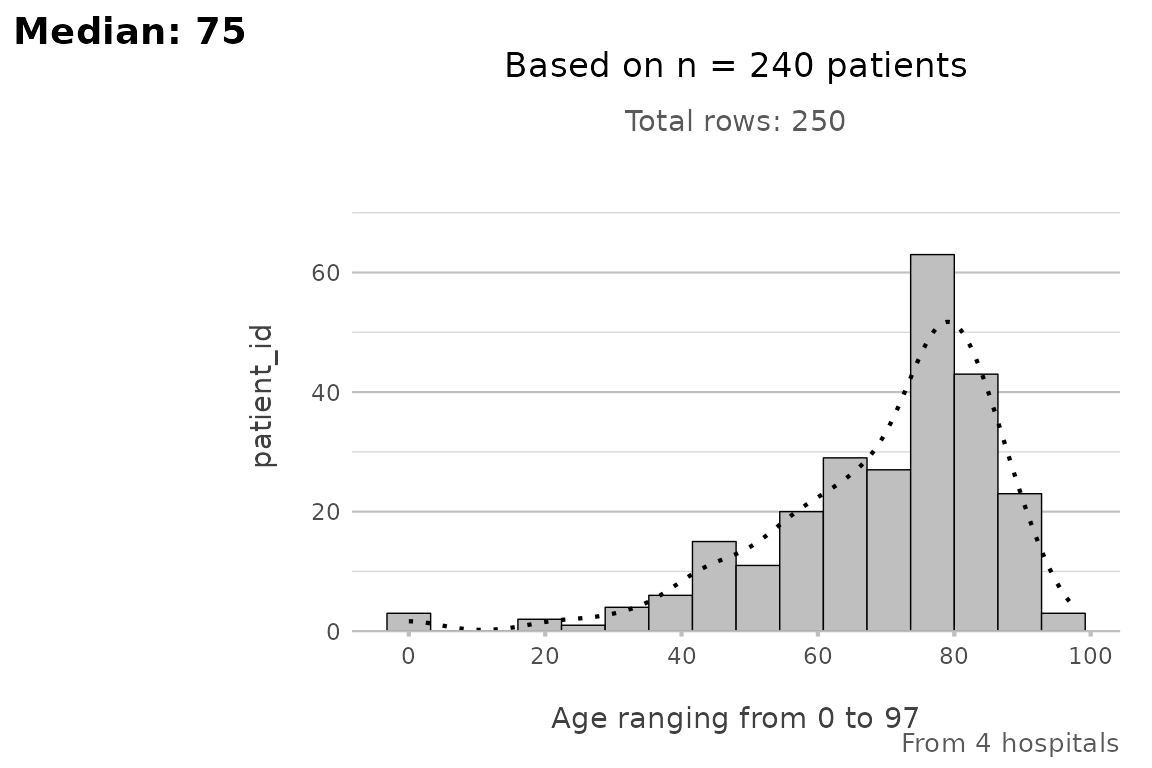 Median: 75
Based on n = 240 patients
Total rows: 250
patient_id
60
40
20
0
0 20 40 60 80 100
Age ranging from 0 to 97
From 4 hospitals